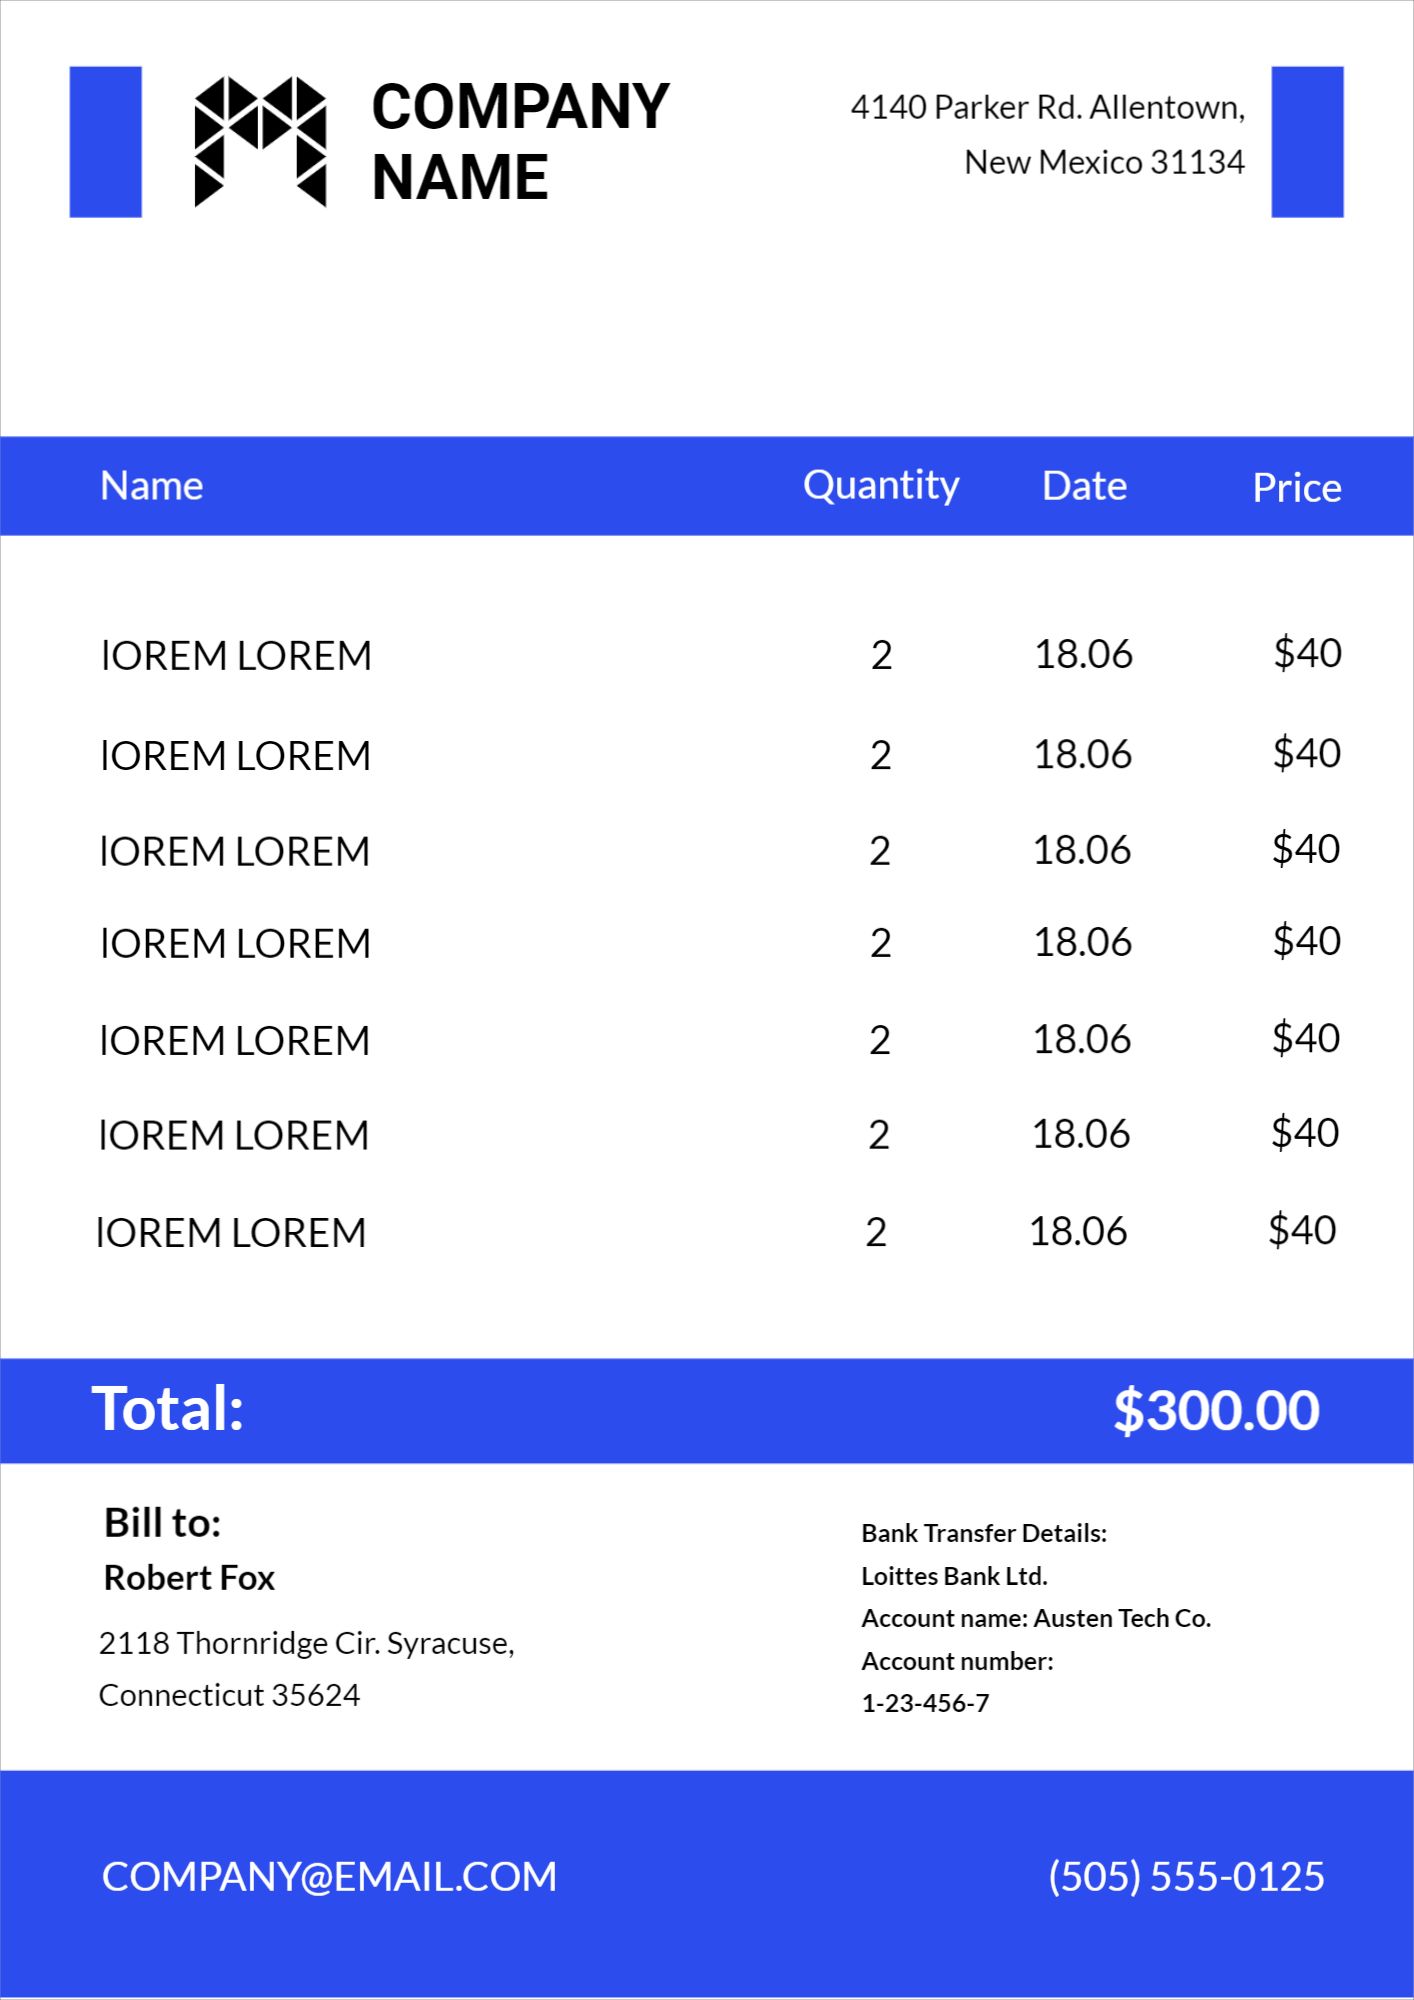 COMPANY
NAME
4140 Parker Rd. Allentown,
New Mexico 31134
Name Quantity Date Price
lOREM LOREM 2 18.06 $40
lOREM LOREM 2 18.06 $40
lOREM LOREM 2 18.06 $40
lOREM LOREM 2 18.06 $40
lOREM LOREM 2 18.06 $40
lOREM LOREM 2 18.06 $40
lOREM LOREM 2 18.06 $40
Total: $300.00
Bill to:
Robert Fox
2118 Thornridge Cir. Syracuse,
Connecticut 35624
Bank Transfer Details:
Loittes Bank Ltd.
Account name: Austen Tech Co.
Account number:
1-23-456-7
COMPANY@EMAIL.COM (505) 555-0125